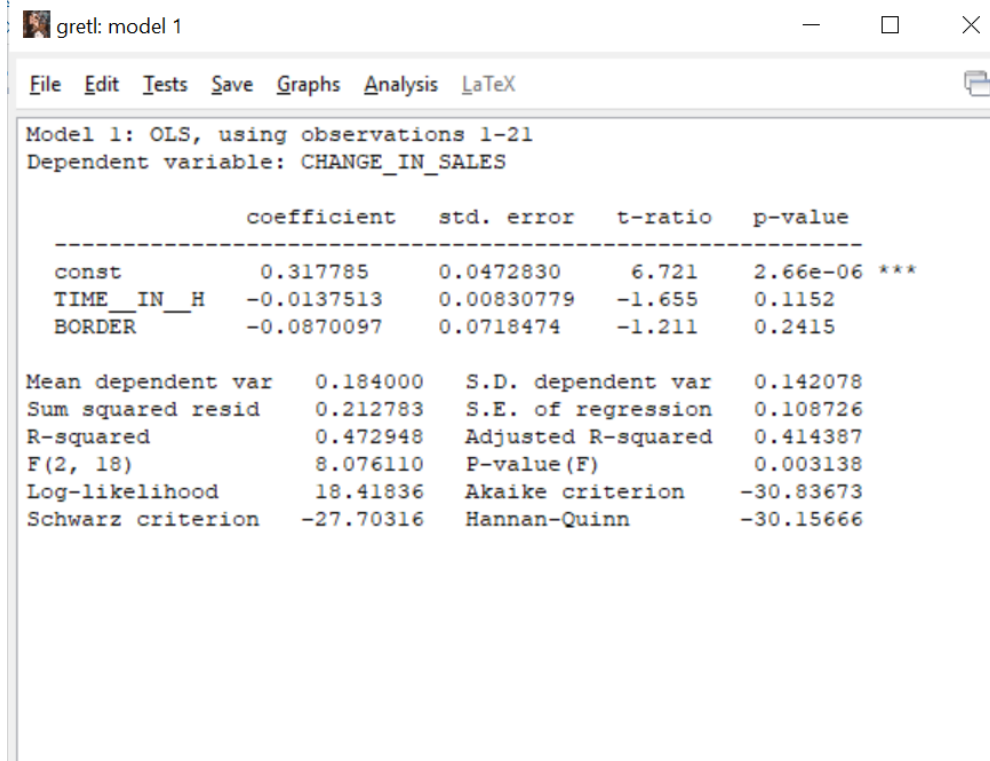 gretl: model 1
File Edit Tests Save Graphs Analysis LaTeX
Model 1: OLS, using observations 1-21
Dependent variable: CHANGE_IN_SALES
coefficient std. error t-ratio p-value
const 0.317785 0.0472830 6.721 2.66e-06 ***
TIME__IN__H -0.0137513 0.00830779 -1.655 0.1152
BORDER -0.0870097 0.0718474 -1.211 0.2415
Mean dependent var 0.184000 S.D. dependent var 0.142078
Sum squared resid 0.212783 S.E. of regression 0.108726
R-squared 0.472948 Adjusted R-squared 0.414387
F(2, 18) 8.076110 P-value(F) 0.003138
Log-likelihood 18.41836 Akaike criterion -30.83673
Schwarz criterion -27.70316 Hannan-Quinn -30.15666